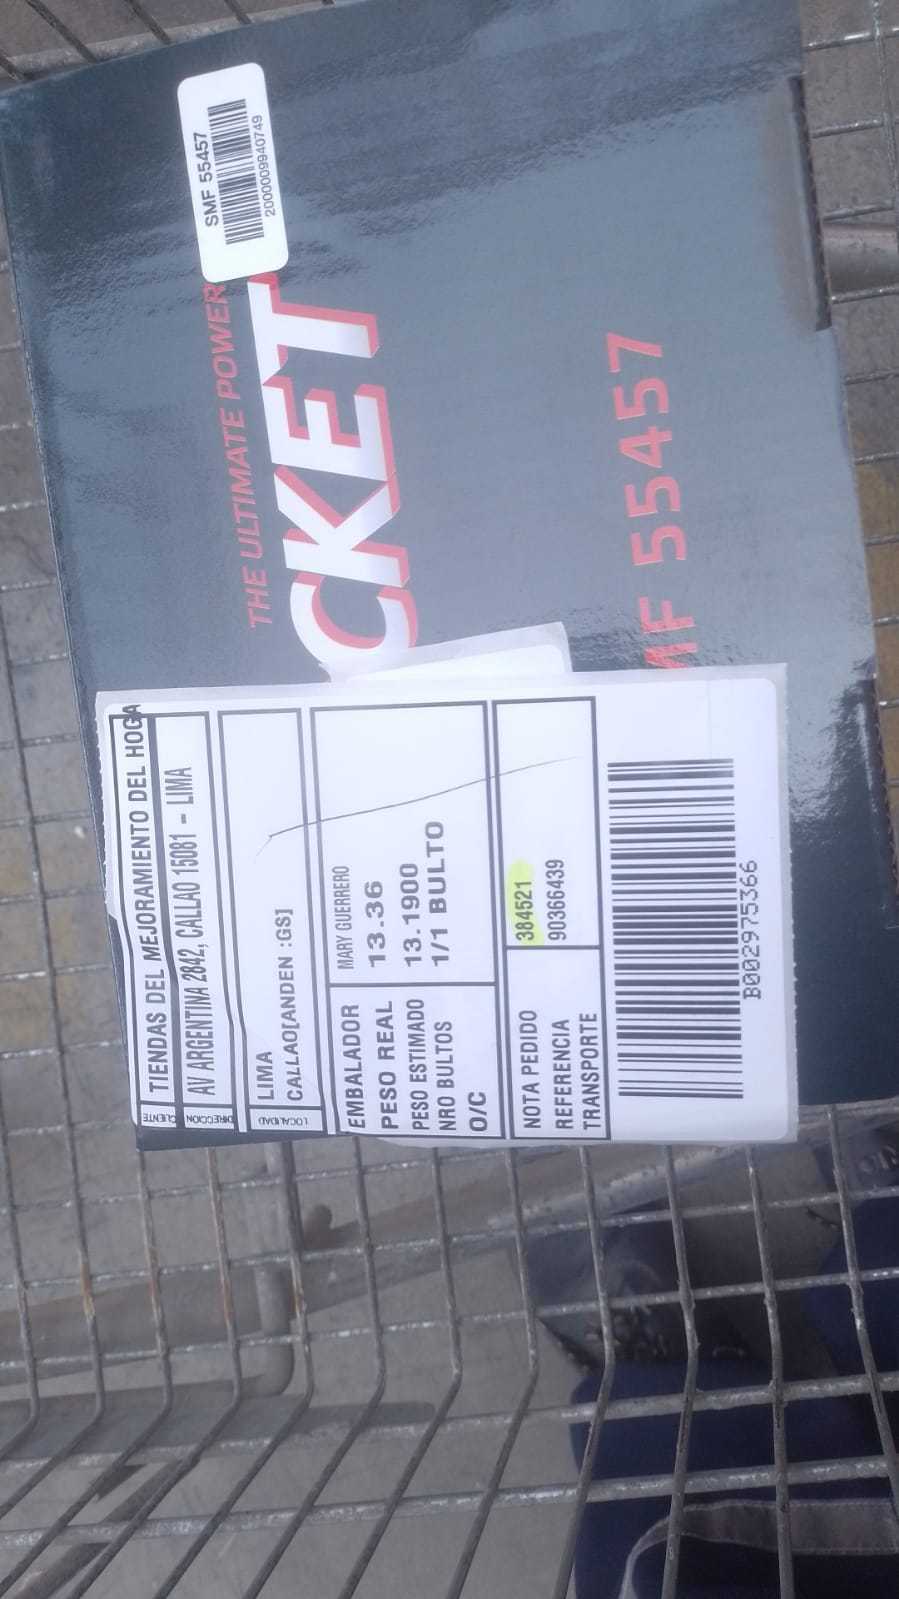 SMF 55457
2000009940749
THE ULTIMATE POWER
CKET
MF 55457
CLIENTE TIENDAS DEL MEJORAMIENTO DEL HOGA
DIRECCION AV ARGENTINA 2842, CALLAO 15081 - LIMA
LOCALIDAD LIMA
CALLAO[ANDEN :GS]
EMBALADOR MARY GUERRERO
PESO REAL 13.36
PESO ESTIMADO 13.1900
NRO BULTOS 1/1 BULTO
O/C
NOTA PEDIDO 384521
REFERENCIA 90366439
TRANSPORTE
B002975366